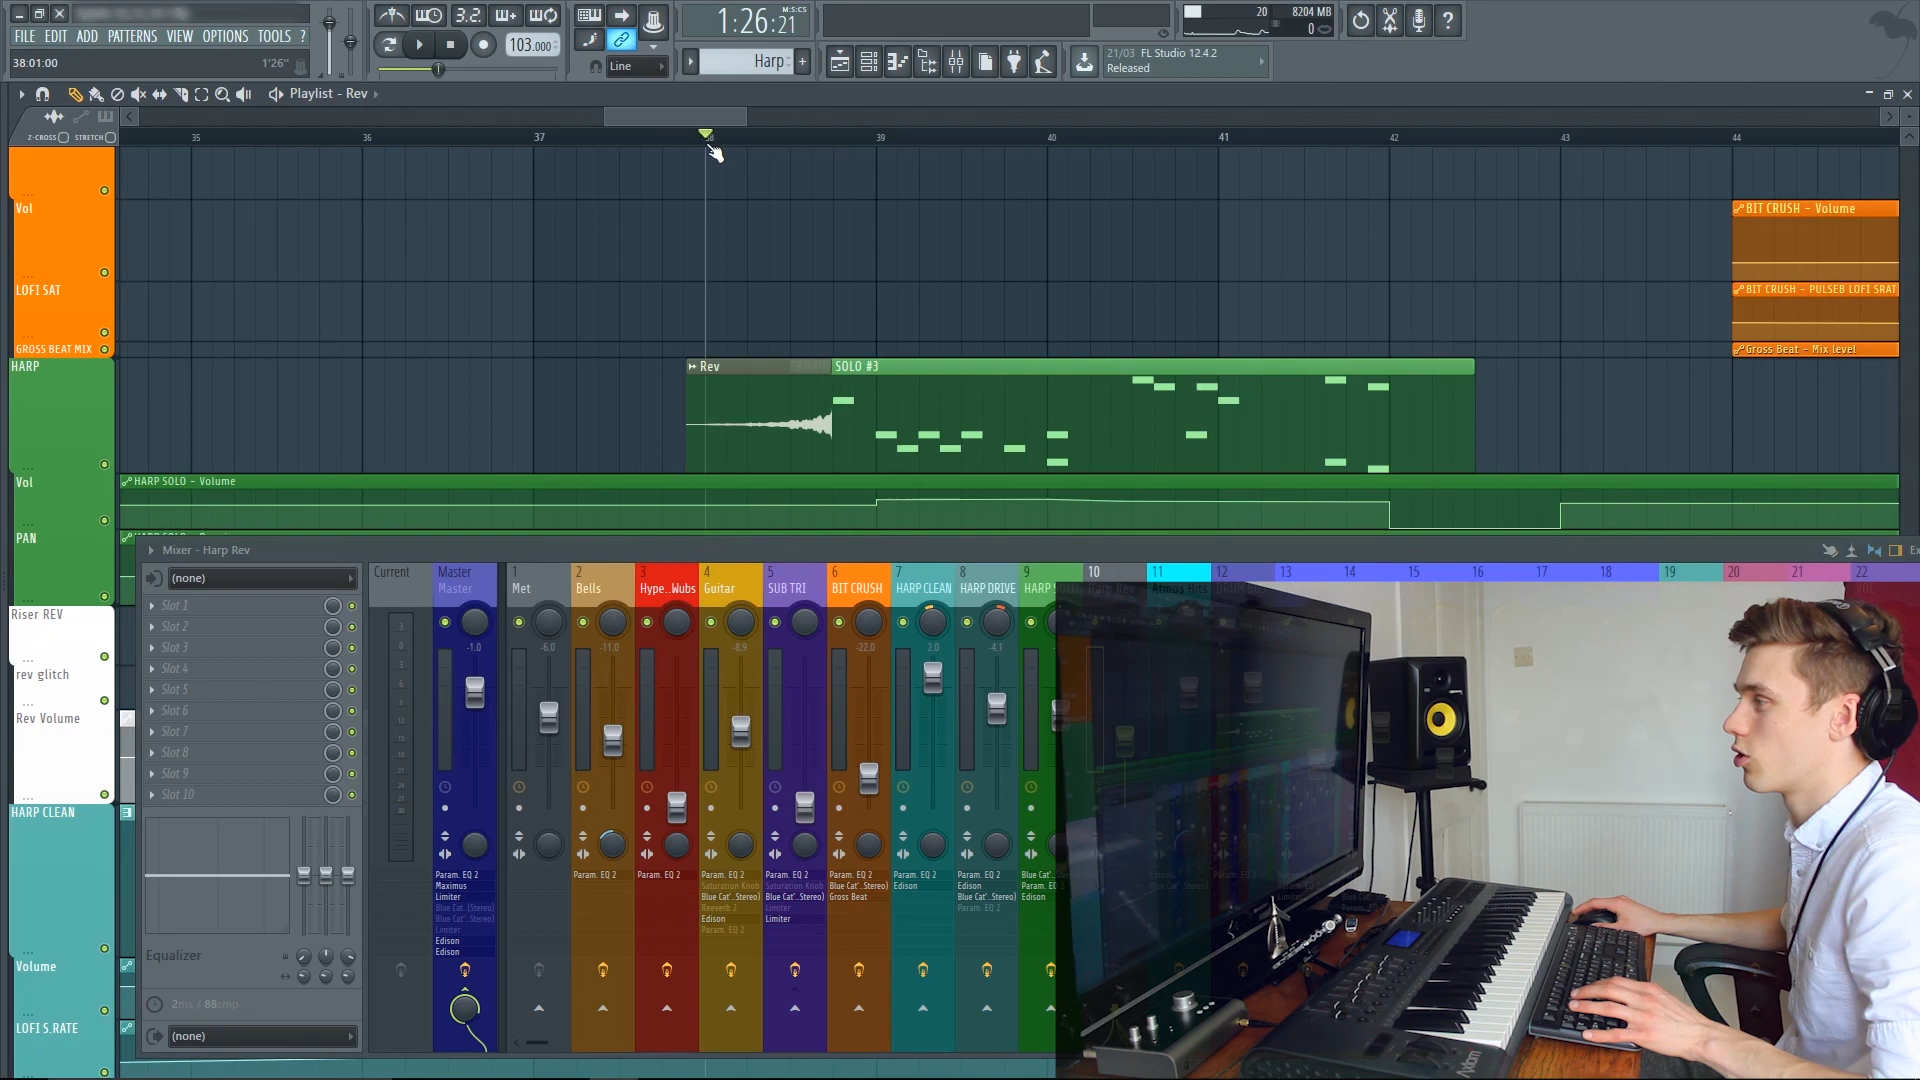 FILE EDIT ADD PATTERNS VIEW OPTIONS TOOLS ?
38:01:00 1'26"
3.2.
103.000
Line
1:26:21 M:S:CS
Harp
20 8204 MB
0
21/03 FL Studio 12.4.2
Released
Playlist - Rev
Z-CROSS STRETCH
35 36 37 38 39 40 41 42 43 44
Vol
LOFI SAT
GROSS BEAT MIX
HARP
Vol
PAN
Riser REV
rev glitch
Rev Volume
HARP CLEAN
Volume
LOFI S.RATE
BIT CRUSH - Volume
BIT CRUSH - PULSEB LOFI SRAT
Gross Beat - Mix level
Rev
SOLO #3
HARP SOLO - Volume
Mixer - Harp Rev
Ex
(none)
Slot 1
Slot 2
Slot 3
Slot 4
Slot 5
Slot 6
Slot 7
Slot 8
Slot 9
Slot 10
Equalizer
2ms / 88smp
(none)
Current Master 1 2 3 4 5 6 7 8 9 10 11 12 13 14 15 16 17 18 19 20 21 22
Master Met Bells Hype..Wubs Guitar SUB TRI BIT CRUSH HARP CLEAN HARP DRIVE HARP S Harp Rev Atmos Hits
-1.0 -6.0 -11.0 -8.9 -22.0 2.0 -4.1
Param. EQ 2
Maximus
Limiter
Blue Cat'..(Stereo)
Blue Cat'..Stereo)
Limiter
Edison
Edison
Param. EQ 2
Param. EQ 2
Param. EQ 2
Saturation Knob
Blue Cat'..Stereo)
Reeverb 2
Edison
Param. EQ 2
Param. EQ 2
Saturation Knob
Blue Cat'..Stereo)
Limiter
Limiter
Param. EQ 2
Blue Cat'..Stereo)
Gross Beat
Param. EQ 2
Edison
Param. EQ 2
Edison
Blue Cat'..Stereo)
Param. EQ 2
Blue Cat'
Param. E
Edison
Axiom